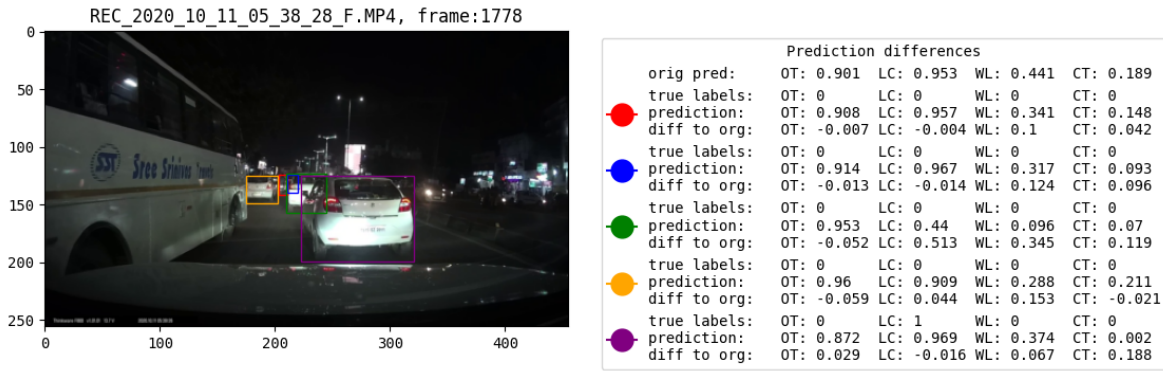 REC_2020_10_11_05_38_28_F.MP4, frame:1778
0
50
100
150
200
250
0 100 200 300 400
SST Sree Srinivas
Prediction differences
orig pred: OT: 0.901 LC: 0.953 WL: 0.441 CT: 0.189
true labels: OT: 0 LC: 0 WL: 0 CT: 0
prediction: OT: 0.908 LC: 0.957 WL: 0.341 CT: 0.148
diff to org: OT: -0.007 LC: -0.004 WL: 0.1 CT: 0.042
true labels: OT: 0 LC: 0 WL: 0 CT: 0
prediction: OT: 0.914 LC: 0.967 WL: 0.317 CT: 0.093
diff to org: OT: -0.013 LC: -0.014 WL: 0.124 CT: 0.096
true labels: OT: 0 LC: 0 WL: 0 CT: 0
prediction: OT: 0.953 LC: 0.44 WL: 0.096 CT: 0.07
diff to org: OT: -0.052 LC: 0.513 WL: 0.345 CT: 0.119
true labels: OT: 0 LC: 0 WL: 0 CT: 0
prediction: OT: 0.96 LC: 0.909 WL: 0.288 CT: 0.211
diff to org: OT: -0.059 LC: 0.044 WL: 0.153 CT: -0.021
true labels: OT: 0 LC: 1 WL: 0 CT: 0
prediction: OT: 0.872 LC: 0.969 WL: 0.374 CT: 0.002
diff to org: OT: 0.029 LC: -0.016 WL: 0.067 CT: 0.188